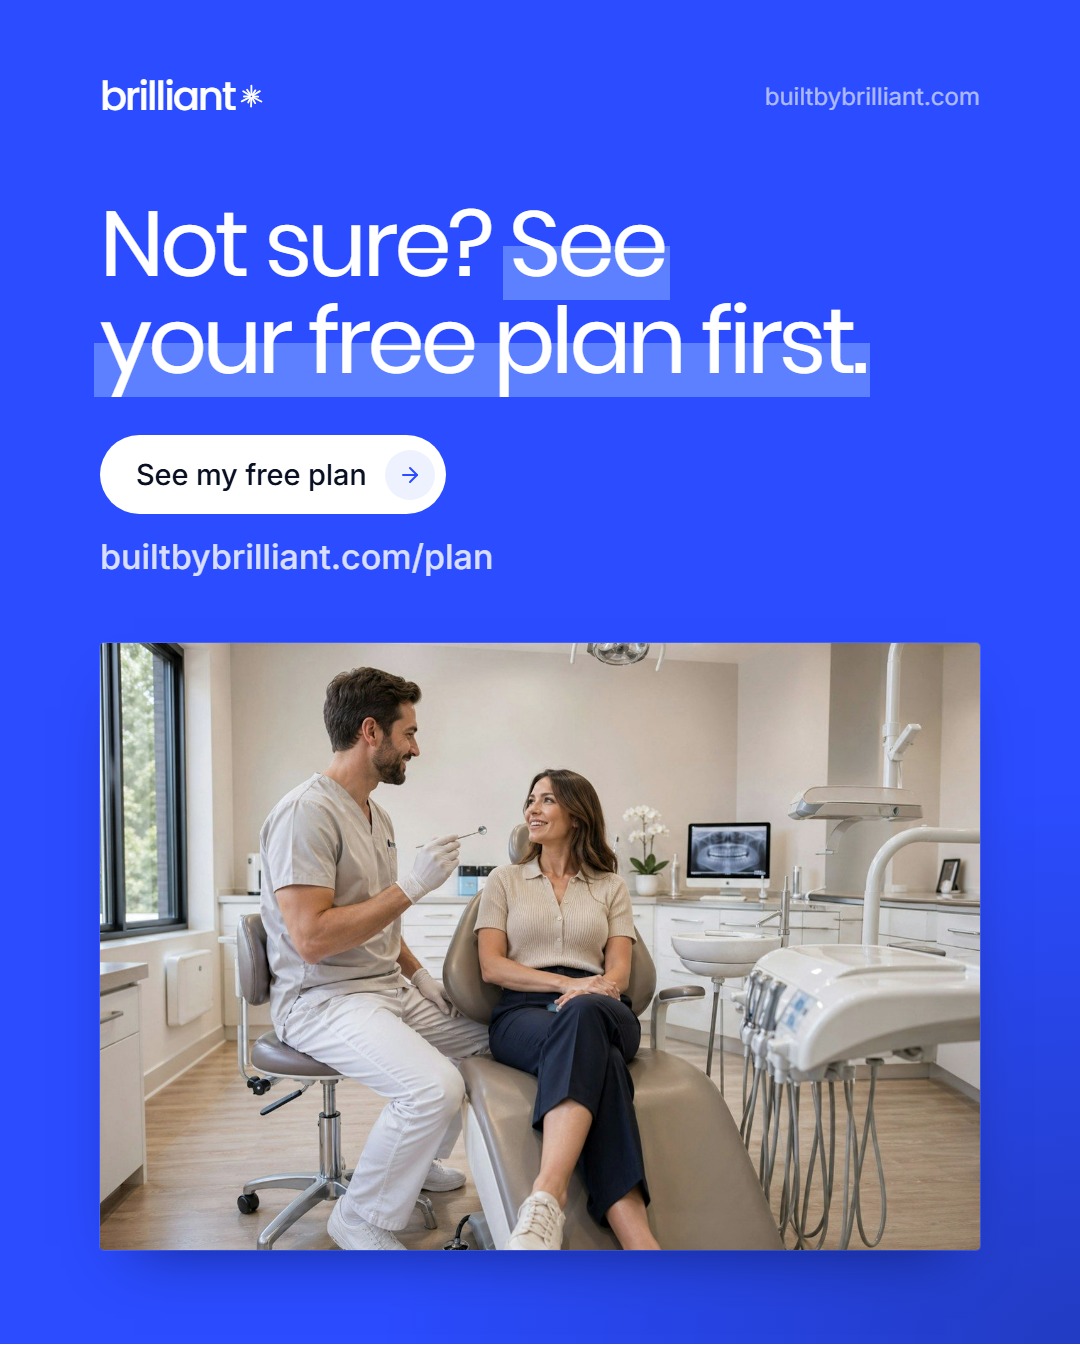 brilliant
builtbybrilliant.com
Not sure? See
your free plan first.
See my free plan
builtbybrilliant.com/plan